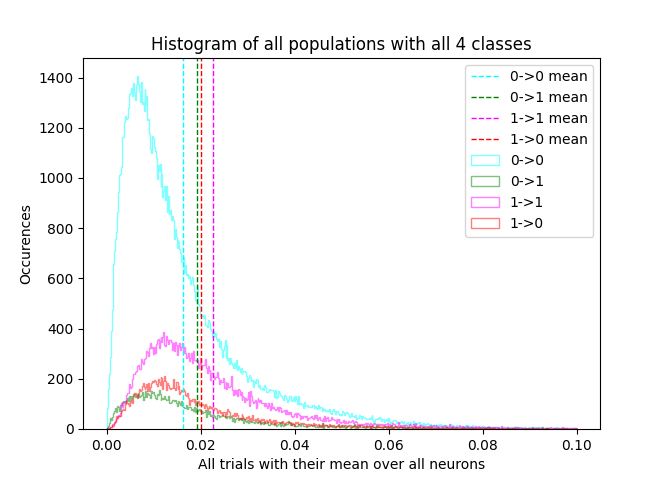 Histogram of all populations with all 4 classes
1400
1200
1000
800
600
400
200
0
Occurences
0->0 mean
0->1 mean
1->1 mean
1->0 mean
0->0
0->1
1->1
1->0
0.00 0.02 0.04 0.06 0.08 0.10
All trials with their mean over all neurons